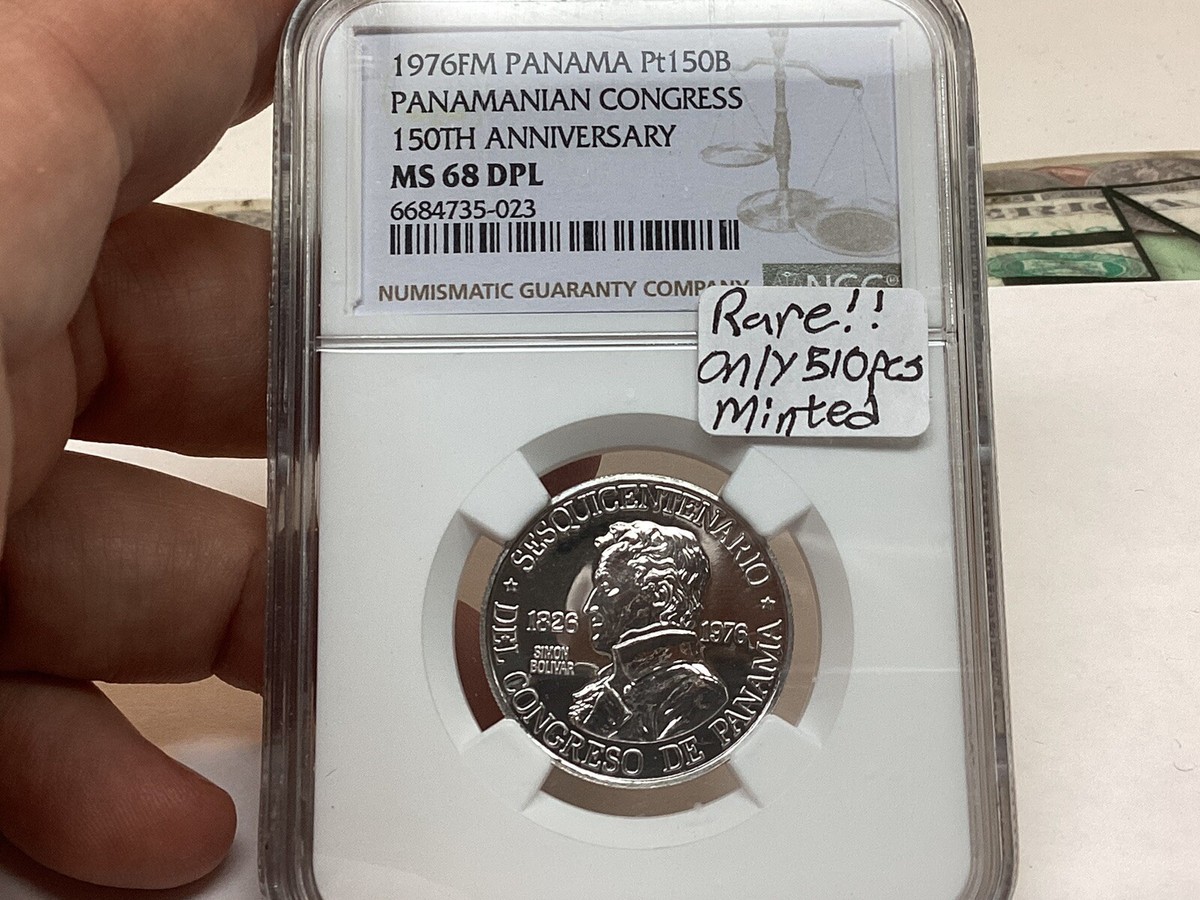 1976FM PANAMA Pt150B
PANAMANIAN CONGRESS
150TH ANNIVERSARY
MS 68 DPL
6684735-023
NUMISMATIC GUARANTY COMPANY
NGC
Rare!!
Only 510pcs
Minted
SESQUICENTENARIO
1826 1976
SIMON
BOLIVAR
DEL CONGRESO DE PANAMA